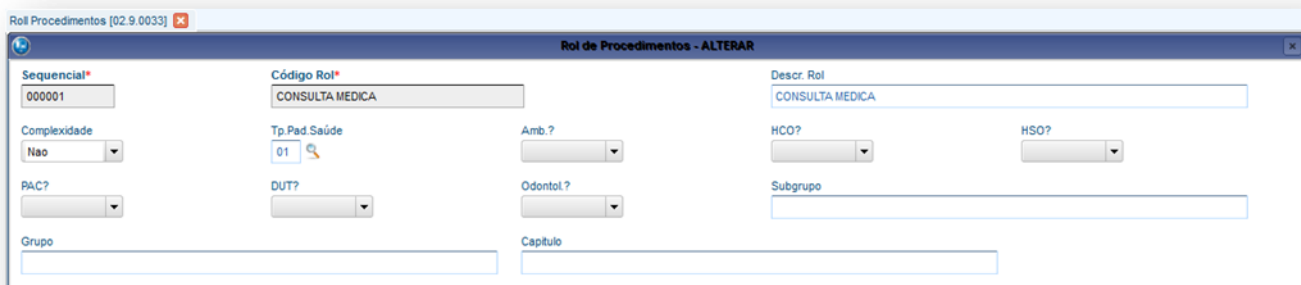 Roll Procedimentos [02.9.0033]
Rol de Procedimentos - ALTERAR
Sequencial* Código Rol* Descr. Rol
000001 CONSULTA MEDICA CONSULTA MEDICA
Complexidade Tp.Pad.Saúde Amb.? HCO? HSO?
Nao 01
PAC? DUT? Odontol.? Subgrupo
Grupo Capitulo